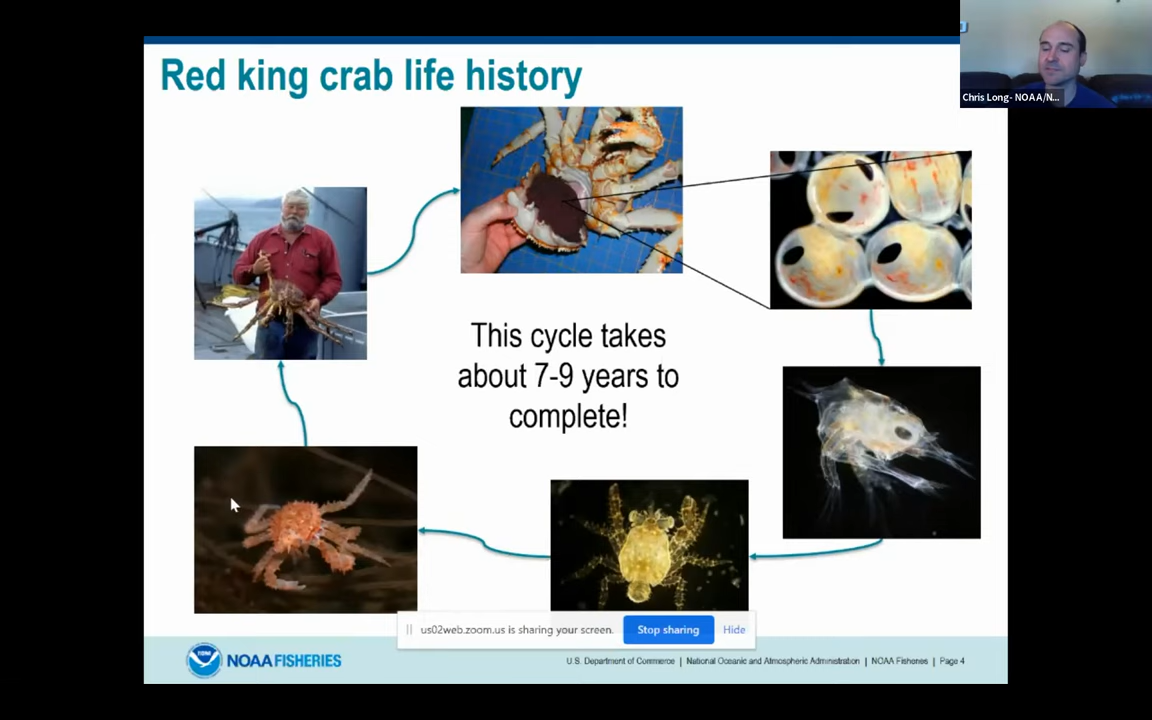 Red king crab life history
Chris Long- NOAA/N...
This cycle takes
about 7-9 years to
complete!
us02web.zoom.us is sharing your screen.
Stop sharing
Hide
NOAA FISHERIES
U.S. Department of Commerce | National Oceanic and Atmospheric Administration | NOAA Fisheries | Page 4